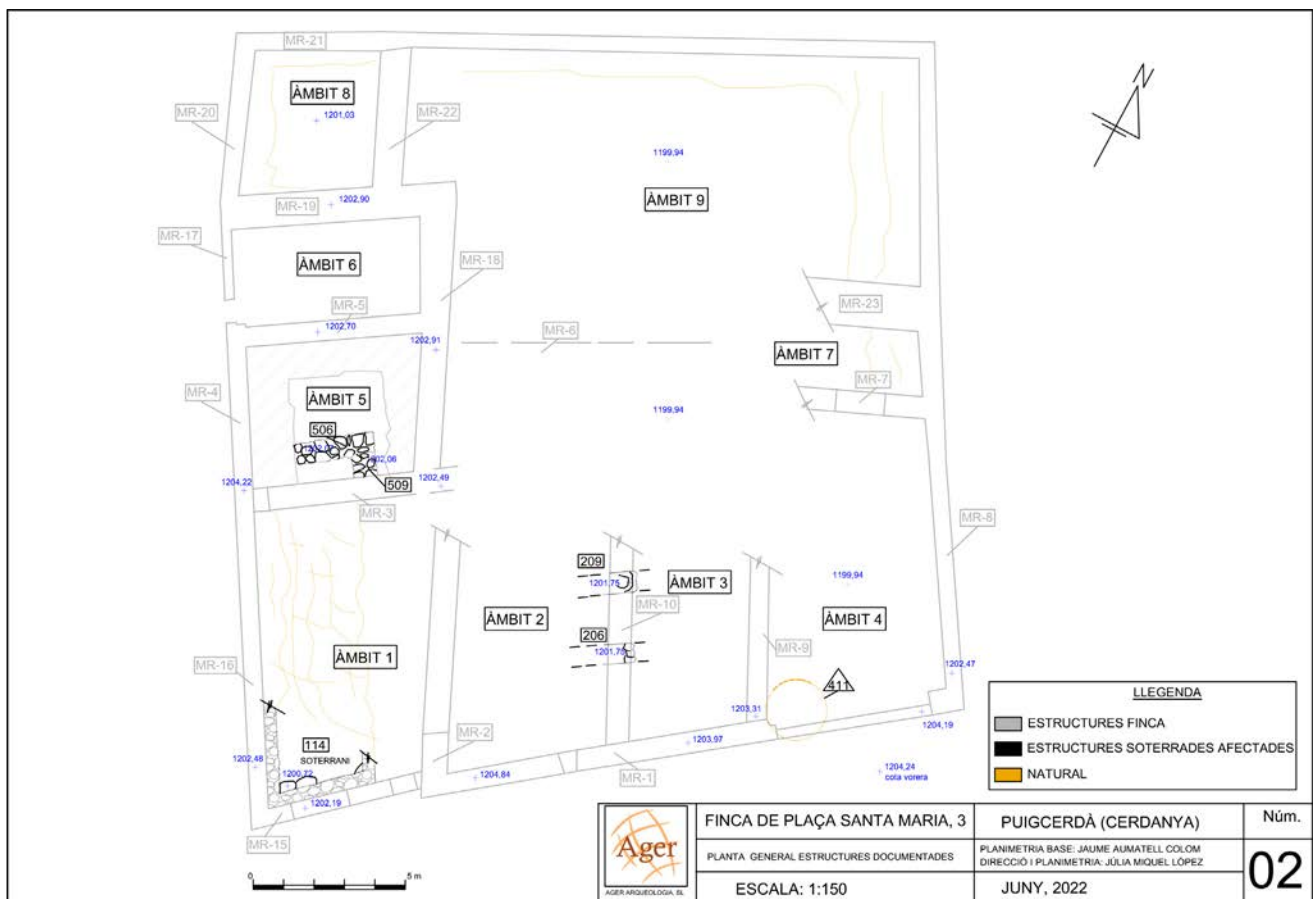 MR-21
ÀMBIT 8
N
MR-20
1201,03
MR-22
1199,94
ÀMBIT 9
1202,90
MR-19
MR-17
ÀMBIT 6
MR-18
MR-5
MR-23
1202,70
MR-6
1202,91
ÀMBIT 7
MR-4
MR-7
ÀMBIT 5
1199,94
506
1204,22
509
1202,49
MR-3
MR-8
209
1201,75
ÀMBIT 3
1199,94
MR-10
ÀMBIT 2
ÀMBIT 4
206
1201,75
MR-9
ÀMBIT 1
MR-16
1202,47
411
1203,31
1204,19
MR-2
1203,97
114
SOTERRANI
1202,48
1200,72
1204,84
MR-1
1204,24
cota vorera
1202,19
MR-15
0
5 m
LLEGENDA
ESTRUCTURES FINCA
ESTRUCTURES SOTERRADES AFECTADES
NATURAL
Ager
AGER ARQUEOLOGIA, SL
FINCA DE PLAÇA SANTA MARIA, 3
PUIGCERDÀ (CERDANYA)
Núm.
PLANTA GENERAL ESTRUCTURES DOCUMENTADES
PLANIMETRIA BASE: JAUME AUMATELL COLOM
DIRECCIÓ I PLANIMETRIA: JÚLIA MIQUEL LÓPEZ
02
ESCALA: 1:150
JUNY, 2022